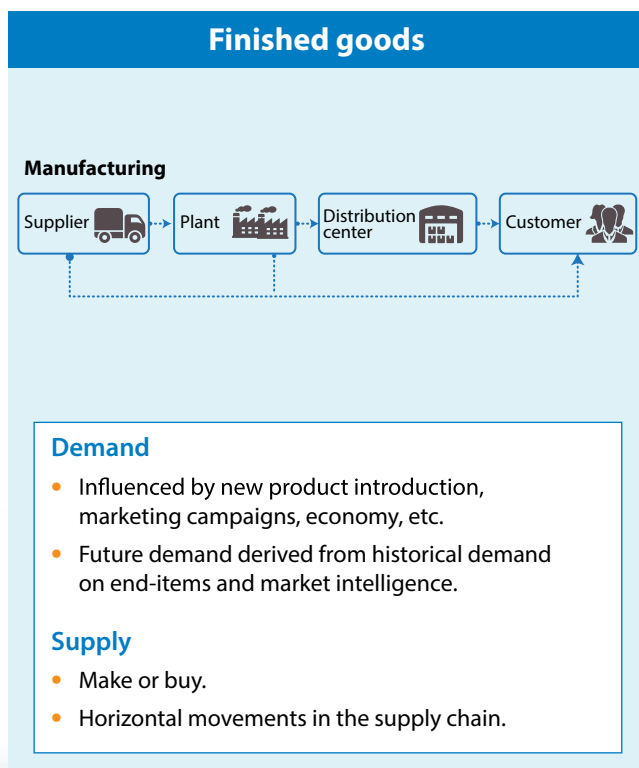 Finished goods
Manufacturing
Supplier
Plant
Distribution
center
Customer
Demand
• Influenced by new product introduction,
marketing campaigns, economy, etc.
• Future demand derived from historical demand
on end-items and market intelligence.
Supply
• Make or buy.
• Horizontal movements in the supply chain.